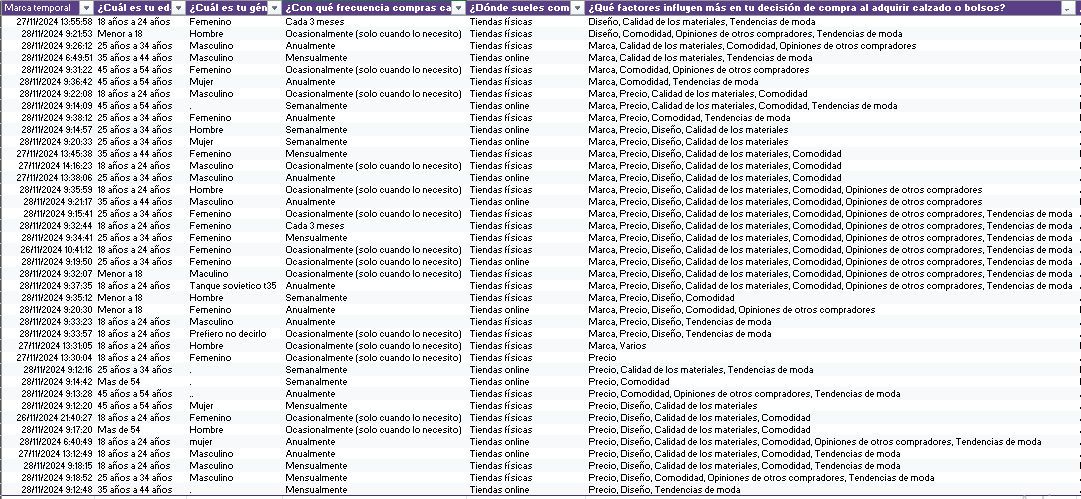 Marca temporal ¿Cuál es tu ed ¿Cuál es tu gén ¿Con qué frecuencia compras ca ¿Dónde sueles com ¿Qué factores influgen más en tu decisión de compra al adquirir calzado o bolsos?
27/11/2024 13:55:58 18 años a 24 años Femenino Cada 3 meses Tiendas físicas Diseño, Calidad de los materiales, Tendencias de moda
28/11/2024 9:21:53 Menor a 18 Hombre Ocasionalmente (solo cuando lo necesito) Tiendas físicas Diseño, Comodidad, Opiniones de otros compradores, Tendencias de moda
28/11/2024 9:26:12 25 años a 34 años Masculino Anualmente Tiendas físicas Marca, Calidad de los materiales, Comodidad, Opiniones de otros compradores
28/11/2024 6:49:51 35 años a 44 años Masculino Mensualmente Tiendas online Marca, Calidad de los materiales, Tendencias de moda
28/11/2024 9:31:22 45 años a 54 años Femenino Ocasionalmente (solo cuando lo necesito) Tiendas físicas Marca, Comodidad, Opiniones de otros compradores
28/11/2024 9:36:42 45 años a 54 años Mujer Anualmente Tiendas físicas Marca, Comodidad, Tendencias de moda
28/11/2024 9:22:08 18 años a 24 años Masculino Ocasionalmente (solo cuando lo necesito) Tiendas físicas Marca, Precio, Calidad de los materiales, Comodidad
28/11/2024 9:14:09 45 años a 54 años . Semanalmente Tiendas online Marca, Precio, Calidad de los materiales, Comodidad, Tendencias de moda
28/11/2024 9:38:12 25 años a 34 años Femenino Anualmente Tiendas físicas Marca, Precio, Comodidad, Tendencias de moda
28/11/2024 9:14:57 25 años a 34 años Hombre Semanalmente Tiendas online Marca, Precio, Diseño, Calidad de los materiales
28/11/2024 9:20:33 25 años a 34 años Mujer Semanalmente Tiendas online Marca, Precio, Diseño, Calidad de los materiales
27/11/2024 13:45:38 35 años a 44 años Femenino Mensualmente Tiendas físicas Marca, Precio, Diseño, Calidad de los materiales, Comodidad
27/11/2024 14:16:23 18 años a 24 años Masculino Ocasionalmente (solo cuando lo necesito) Tiendas físicas Marca, Precio, Diseño, Calidad de los materiales, Comodidad
27/11/2024 13:38:06 25 años a 34 años Masculino Anualmente Tiendas online Marca, Precio, Diseño, Calidad de los materiales, Comodidad
28/11/2024 9:35:59 18 años a 24 años Hombre Ocasionalmente (solo cuando lo necesito) Tiendas físicas Marca, Precio, Diseño, Calidad de los materiales, Comodidad, Opiniones de otros compradores
28/11/2024 9:21:17 35 años a 44 años Masculino Anualmente Tiendas online Marca, Precio, Diseño, Calidad de los materiales, Comodidad, Opiniones de otros compradores
28/11/2024 9:15:41 25 años a 34 años Femenino Ocasionalmente (solo cuando lo necesito) Tiendas físicas Marca, Precio, Diseño, Calidad de los materiales, Comodidad, Opiniones de otros compradores, Tendencias de moda
28/11/2024 9:32:44 18 años a 24 años Femenino Cada 3 meses Tiendas físicas Marca, Precio, Diseño, Calidad de los materiales, Comodidad, Opiniones de otros compradores, Tendencias de moda
28/11/2024 9:34:41 25 años a 34 años Femenino Mensualmente Tiendas físicas Marca, Precio, Diseño, Calidad de los materiales, Comodidad, Opiniones de otros compradores, Tendencias de moda
26/11/2024 10:41:12 18 años a 24 años Femenino Ocasionalmente (solo cuando lo necesito) Tiendas físicas Marca, Precio, Diseño, Calidad de los materiales, Comodidad, Opiniones de otros compradores, Tendencias de moda
28/11/2024 9:19:50 25 años a 34 años Femenino Ocasionalmente (solo cuando lo necesito) Tiendas físicas Marca, Precio, Diseño, Calidad de los materiales, Comodidad, Opiniones de otros compradores, Tendencias de moda
28/11/2024 9:32:07 Menor a 18 Maculino Ocasionalmente (solo cuando lo necesito) Tiendas físicas Marca, Precio, Diseño, Calidad de los materiales, Comodidad, Opiniones de otros compradores, Tendencias de moda
28/11/2024 9:37:35 18 años a 24 años Tanque sovietico t35 Anualmente Tiendas físicas Marca, Precio, Diseño, Calidad de los materiales, Comodidad, Opiniones de otros compradores, Tendencias de moda
28/11/2024 9:35:12 Menor a 18 Hombre Semanalmente Tiendas físicas Marca, Precio, Diseño, Comodidad
28/11/2024 9:20:30 Menor a 18 Femenino Anualmente Tiendas físicas Marca, Precio, Diseño, Comodidad, Opiniones de otros compradores
28/11/2024 9:33:23 18 años a 24 años Masculino Anualmente Tiendas físicas Marca, Precio, Diseño, Tendencias de moda
28/11/2024 9:33:57 18 años a 24 años Prefiero no decirlo Ocasionalmente (solo cuando lo necesito) Tiendas físicas Marca, Precio, Diseño, Tendencias de moda
27/11/2024 13:31:05 18 años a 24 años Hombre Ocasionalmente (solo cuando lo necesito) Tiendas físicas Marca, Varios
27/11/2024 13:30:04 18 años a 24 años Femenino Ocasionalmente (solo cuando lo necesito) Tiendas físicas Precio
28/11/2024 9:12:16 25 años a 34 años . Semanalmente Tiendas online Precio, Calidad de los materiales, Tendencias de moda
28/11/2024 9:14:42 Mas de 54 . Semanalmente Tiendas online Precio, Comodidad
28/11/2024 9:13:28 45 años a 54 años .. Anualmente Tiendas físicas Precio, Comodidad, Opiniones de otros compradores, Tendencias de moda
28/11/2024 9:12:20 45 años a 54 años Mujer Mensualmente Tiendas físicas Precio, Diseño, Calidad de los materiales
26/11/2024 21:40:27 18 años a 24 años Femenino Ocasionalmente (solo cuando lo necesito) Tiendas físicas Precio, Diseño, Calidad de los materiales, Comodidad
28/11/2024 9:17:20 Mas de 54 Hombre Ocasionalmente (solo cuando lo necesito) Tiendas físicas Precio, Diseño, Calidad de los materiales, Comodidad
28/11/2024 6:40:49 18 años a 24 años mujer Anualmente Tiendas online Precio, Diseño, Calidad de los materiales, Comodidad, Opiniones de otros compradores, Tendencias de moda
27/11/2024 13:12:49 18 años a 24 años Masculino Anualmente Tiendas online Precio, Diseño, Calidad de los materiales, Comodidad, Tendencias de moda
28/11/2024 9:18:15 18 años a 24 años Masculino Mensualmente Tiendas físicas Precio, Diseño, Calidad de los materiales, Tendencias de moda
28/11/2024 9:18:52 25 años a 34 años Masculino Mensualmente Tiendas físicas Precio, Diseño, Comodidad, Opiniones de otros compradores, Tendencias de moda
28/11/2024 9:12:48 35 años a 44 años . Mensualmente Tiendas online Precio, Diseño, Tendencias de moda